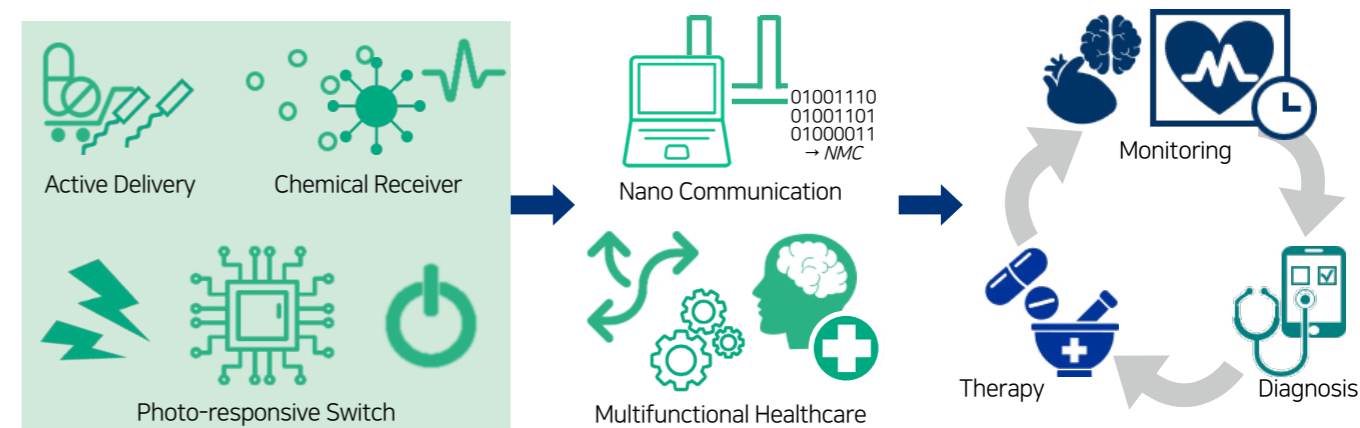 Active Delivery
Chemical Receiver
Photo-responsive Switch
01001110
01001101
01000011
→ NMC
Nano Communication
Multifunctional Healthcare
Monitoring
Therapy
Diagnosis